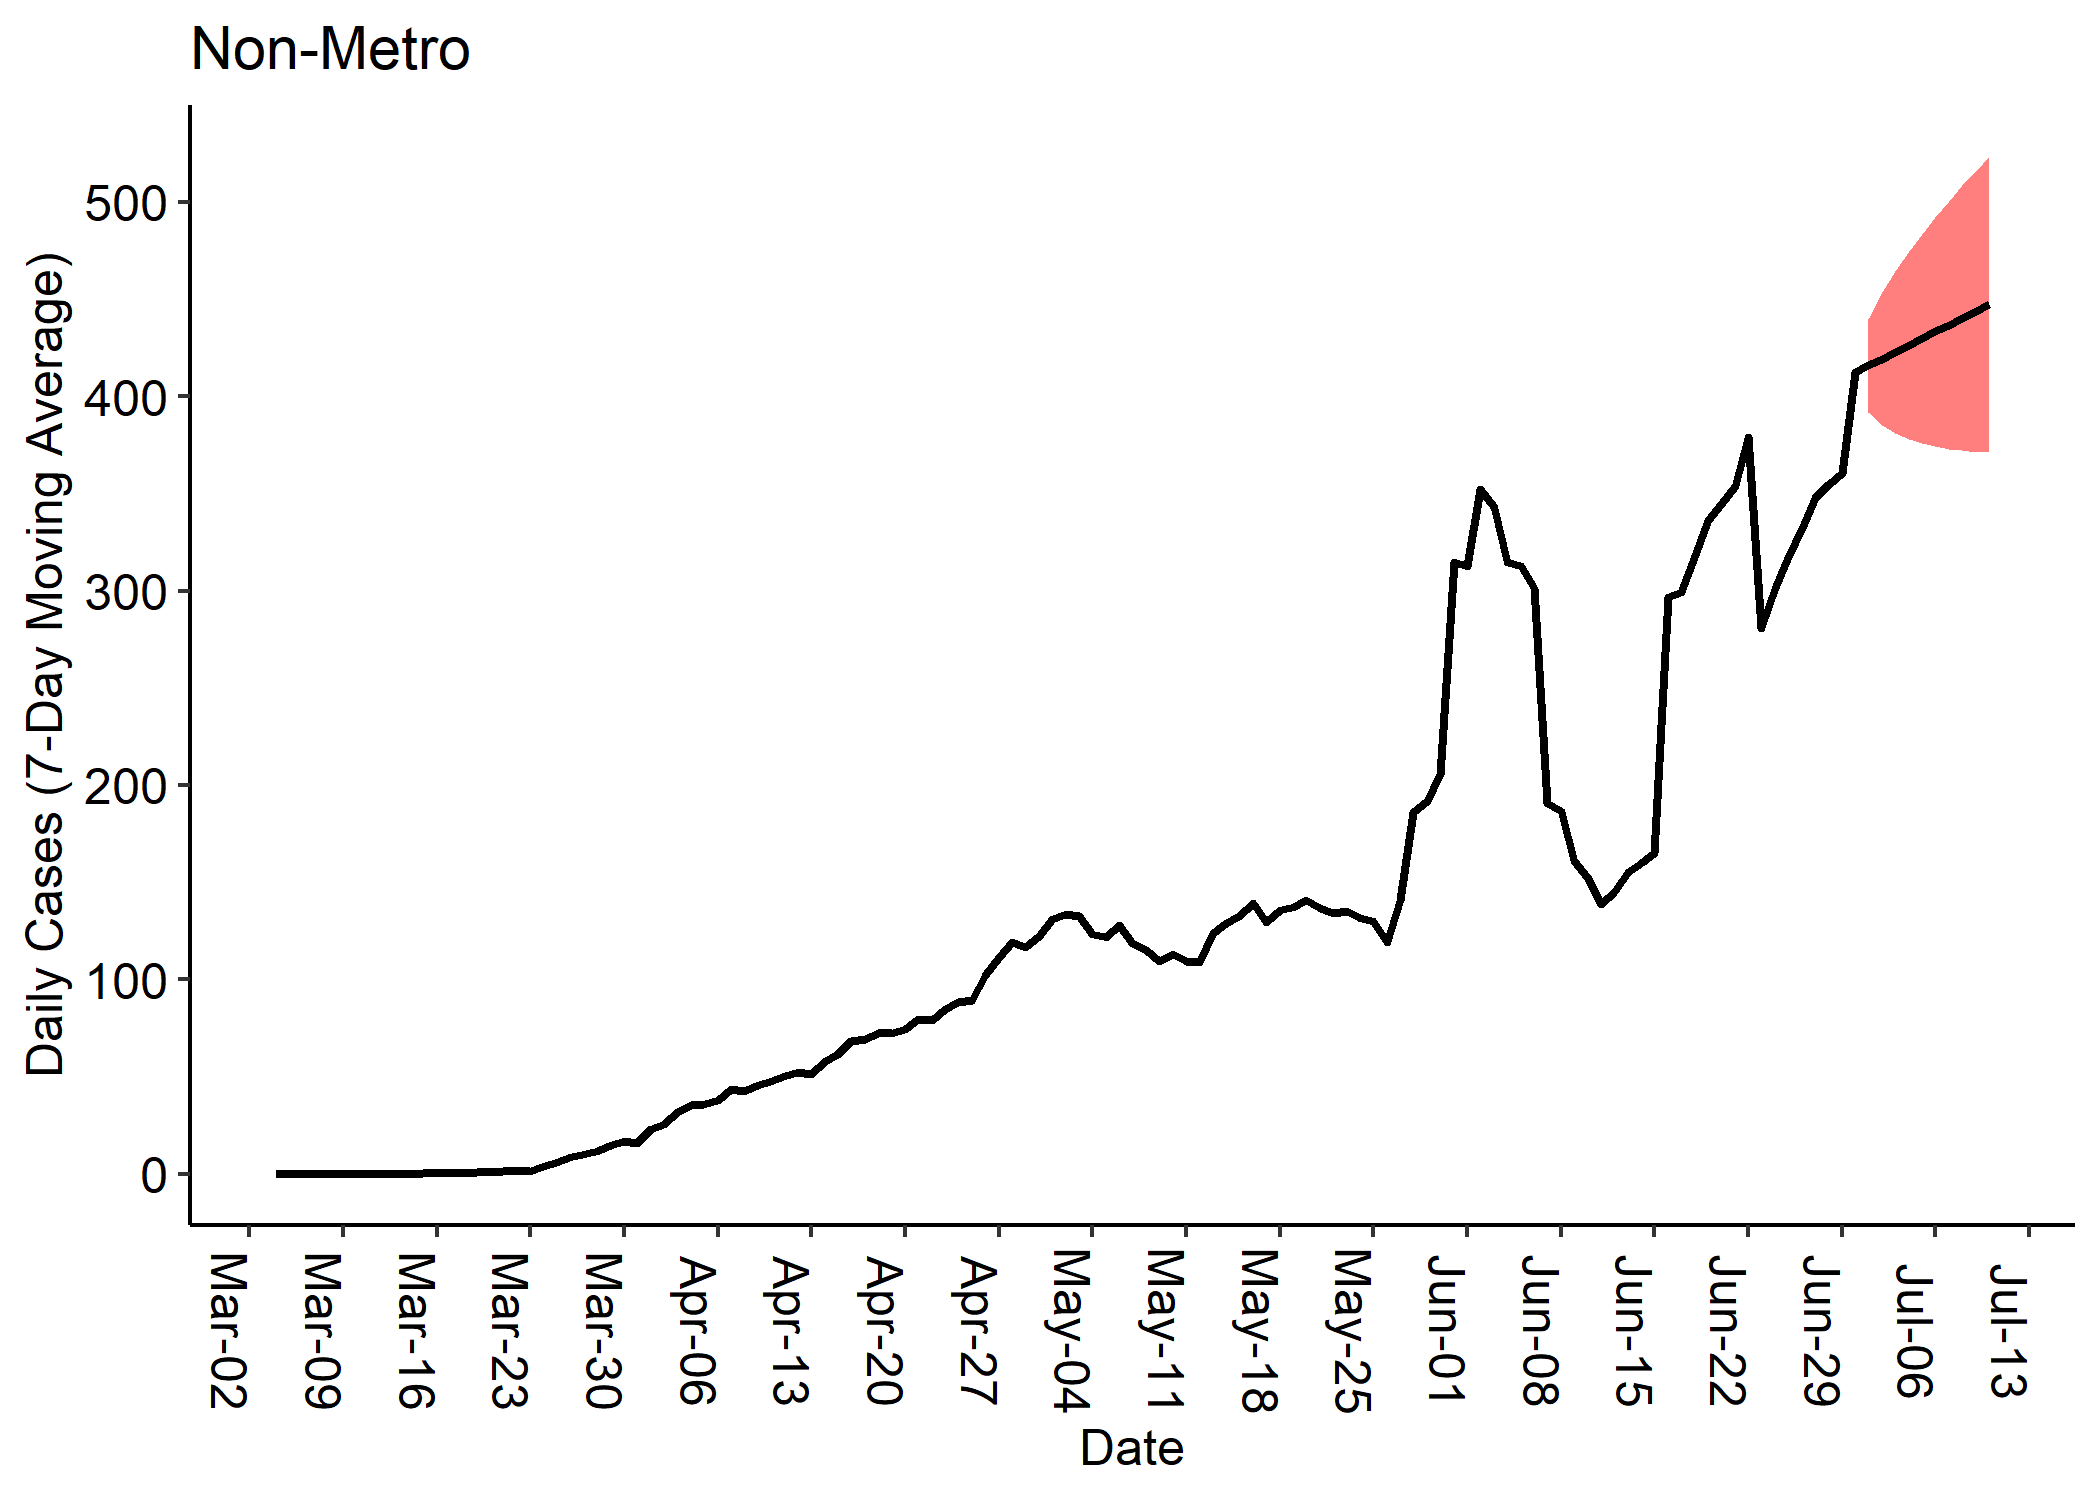 Non-Metro
Daily Cases (7-Day Moving Average)
500
400
300
200
100
0
Mar-02
Mar-09
Mar-16
Mar-23
Mar-30
Apr-06
Apr-13
Apr-20
Apr-27
May-04
May-11
May-18
May-25
Jun-01
Jun-08
Jun-15
Jun-22
Jun-29
Jul-06
Jul-13
Date